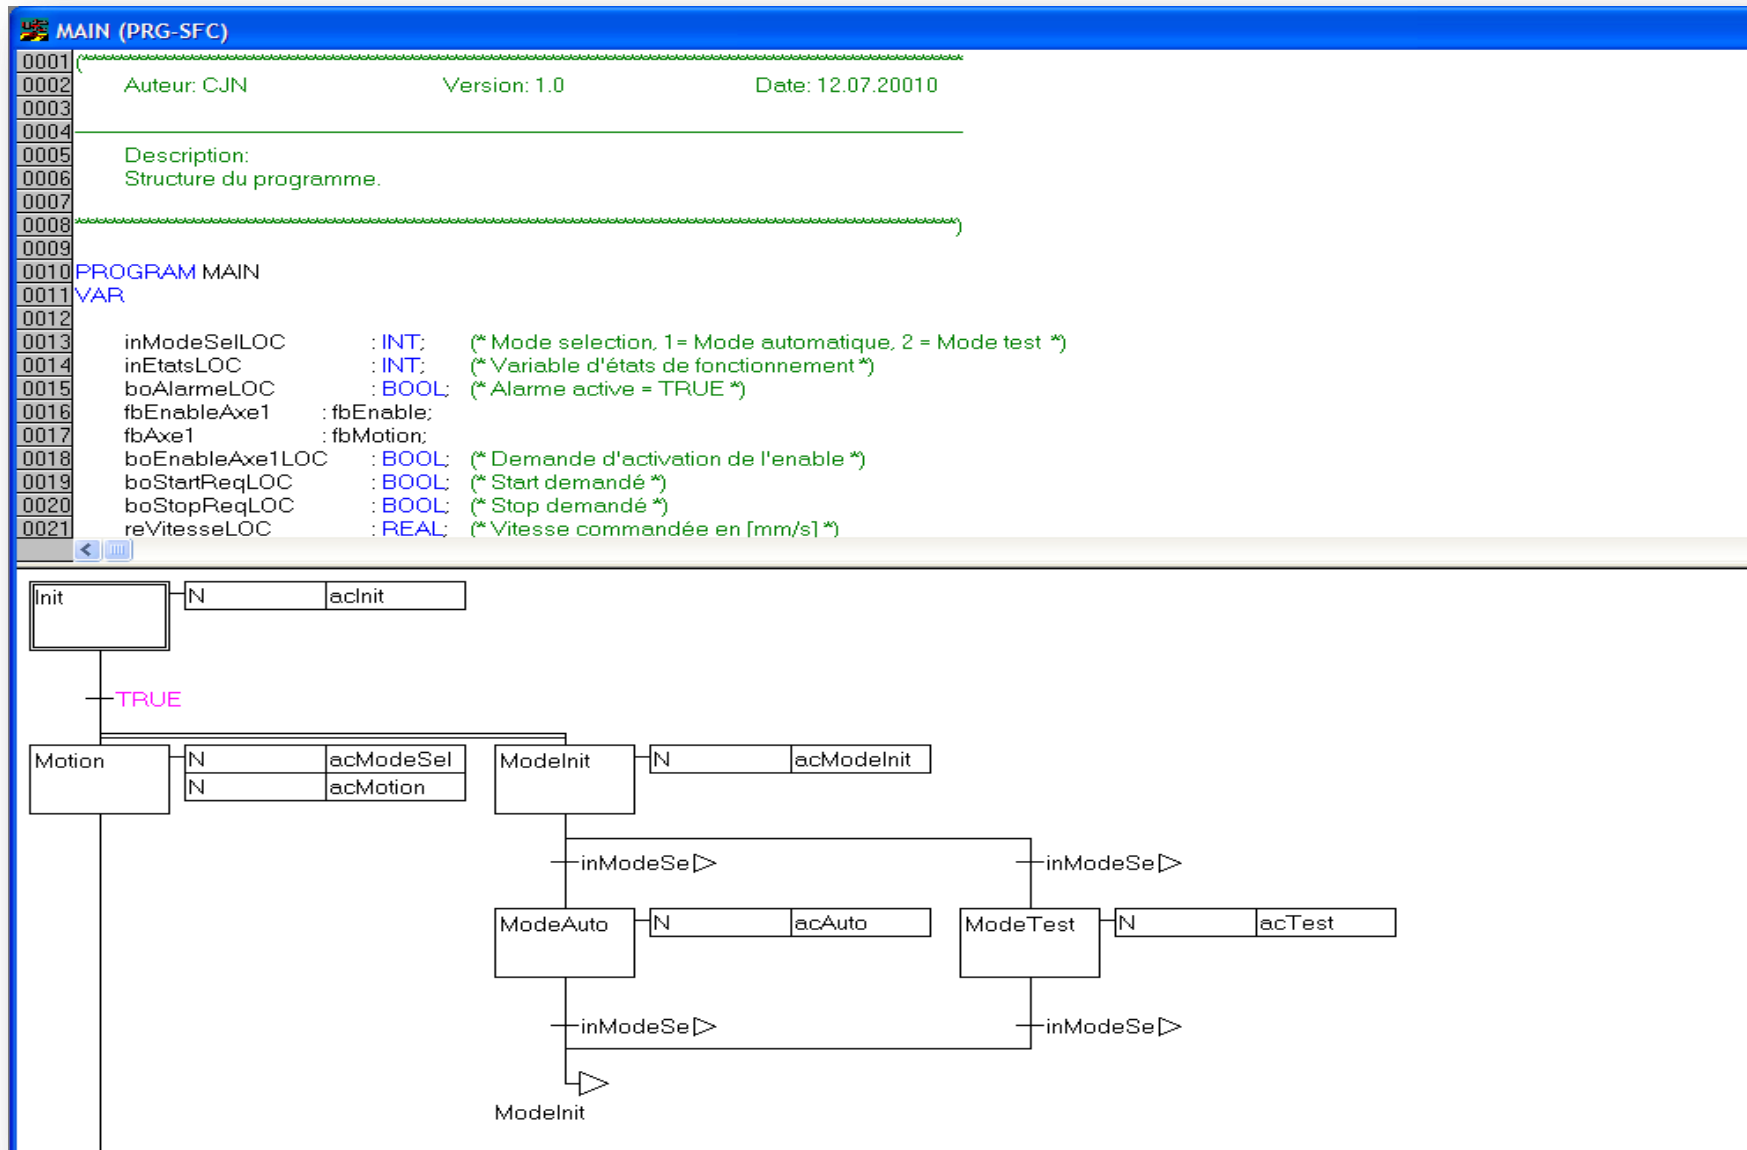 MAIN (PRG-SFC)
0001 (*************************************************************************************************
0002 Auteur: CJN Version: 1.0 Date: 12.07.20010
0003
0004
0005 Description:
0006 Structure du programme.
0007
0008 *************************************************************************************************)
0009
0010 PROGRAM MAIN
0011 VAR
0012
0013 inModeSelLOC : INT; (* Mode selection, 1= Mode automatique, 2 = Mode test *)
0014 inEtatsLOC : INT; (* Variable d'états de fonctionnement *)
0015 boAlarmeLOC : BOOL; (* Alarme active = TRUE *)
0016 fbEnableAxe1 : fbEnable;
0017 fbAxe1 : fbMotion;
0018 boEnableAxe1LOC : BOOL; (* Demande d'activation de l'enable *)
0019 boStartReqLOC : BOOL; (* Start demandé *)
0020 boStopReqLOC : BOOL; (* Stop demandé *)
0021 reVitesseLOC : REAL; (* Vitesse commandée en [mm/s] *)
Init N acInit
TRUE
Motion N acModeSel ModeInit N acModeInit
N acMotion
inModeSe inModeSe
ModeAuto N acAuto ModeTest N acTest
inModeSe inModeSe
ModeInit